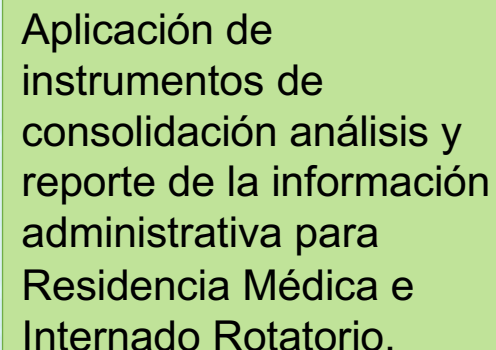 Aplicación de
instrumentos de
consolidación análisis y
reporte de la información
administrativa para
Residencia Médica e
Internado Rotatorio.